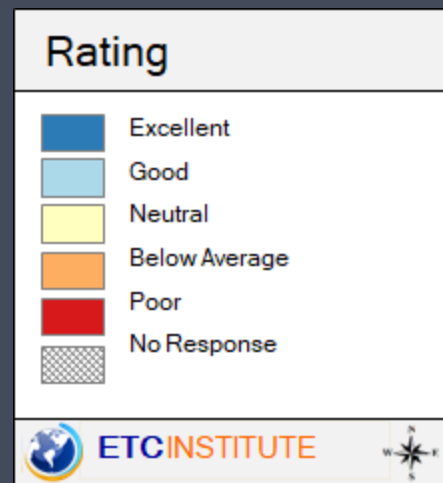 Rating
Excellent
Good
Neutral
Below Average
Poor
No Response
ETCINSTITUTE
N
W E
S